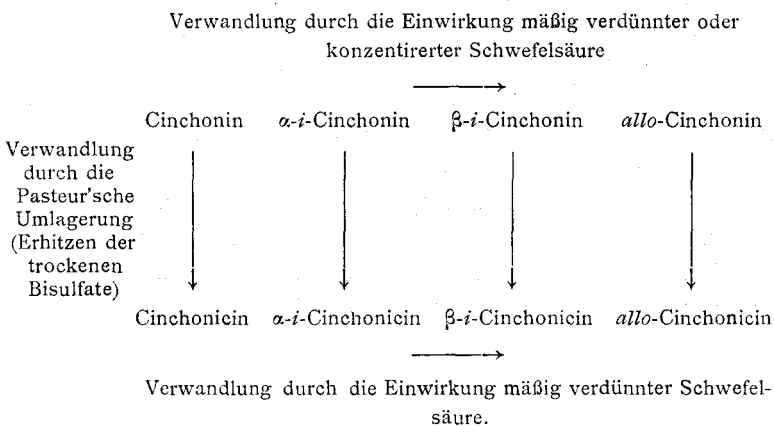 Verwandlung durch die Einwirkung mäßig verdünnter oder
konzentirerter Schwefelsäure
Cinchonin α-i-Cinchonin β-i-Cinchonin allo-Cinchonin
Verwandlung
durch die
Pasteur'sche
Umlagerung
(Erhitzen der
trockenen
Bisulfate)
Cinchonicin α-i-Cinchonicin β-i-Cinchonicin allo-Cinchonicin
Verwandlung durch die Einwirkung mäßig verdünnter Schwefel-
säure.